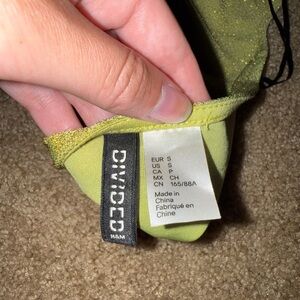 DIVIDED
H&M
EUR S
US S
CA P
MX CH
CN 165/88A
Made in
China
Fabriqué en
Chine